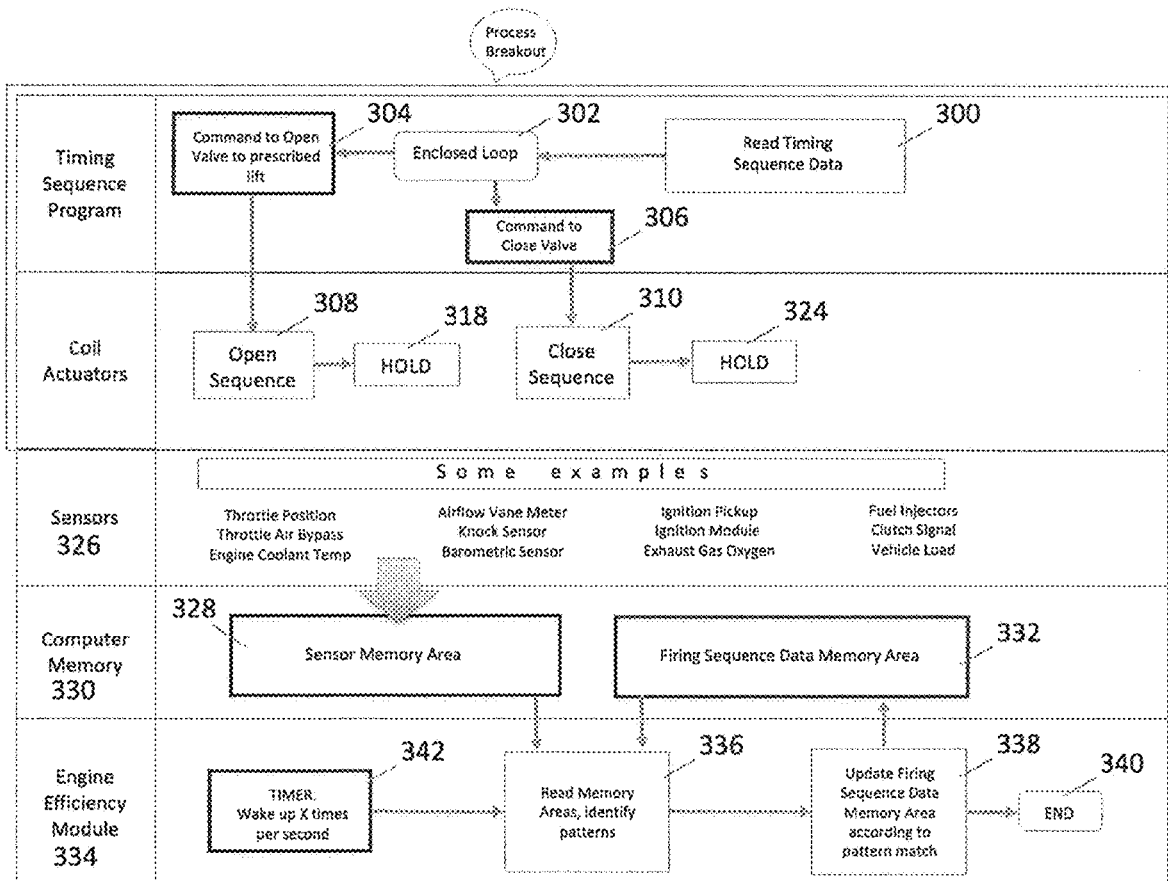 Process
Breakout
Timing
Sequence
Program
304
Command to Open
Valve to prescribed
lift
302
Enclosed Loop
300
Read Timing
Sequence Data
306
Command to
Close Valve
Coil
Actuators
308
Open
Sequence
318
HOLD
310
Close
Sequence
324
HOLD
Sensors
326
Some examples
Throttle Position
Throttle Air Bypass
Engine Coolant Temp
Airflow Vane Meter
Knock Sensor
Barometric Sensor
Ignition Pickup
Ignition Module
Exhaust Gas Oxygen
Fuel Injectors
Clutch Signal
Vehicle Load
Computer
Memory
330
328
Sensor Memory Area
332
Firing Sequence Data Memory Area
Engine
Efficiency
Module
334
342
TIMER:
Wake up X times
per second
336
Read Memory
Areas, identify
patterns
338
Update Firing
Sequence Data
Memory Area
according to
pattern match
340
END